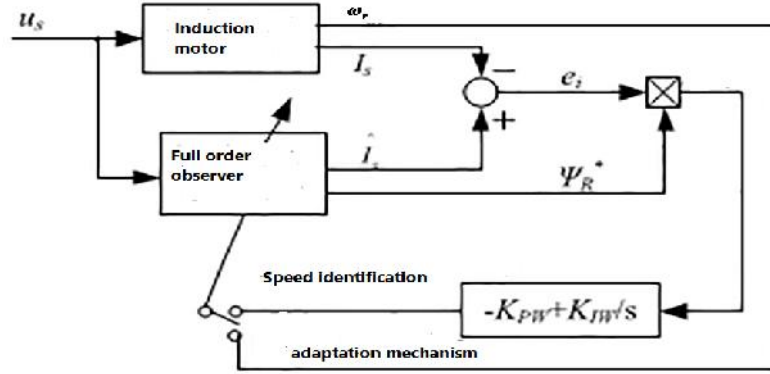 u_s
Induction
motor
ω_r
I_s
−
+
e_i
Full order
observer
Î_s
Ψ_R*
Speed identification
-K_PW+K_IW/s
adaptation mechanism